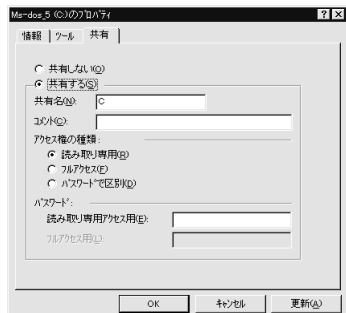 Ms-dos_5 (C:)のﾌﾟﾛﾊﾟﾃｨ
情報 ツール 共有
共有しない(O)
共有する(S)
共有名(N): C
ｺﾒﾝﾄ(C):
アクセス権の種類:
読み取り専用(R)
フルアクセス(F)
パスワードで区別(D)
パスワード:
読み取り専用アクセス用(E):
フルアクセス用(L):
OK キャンセル 更新(A)